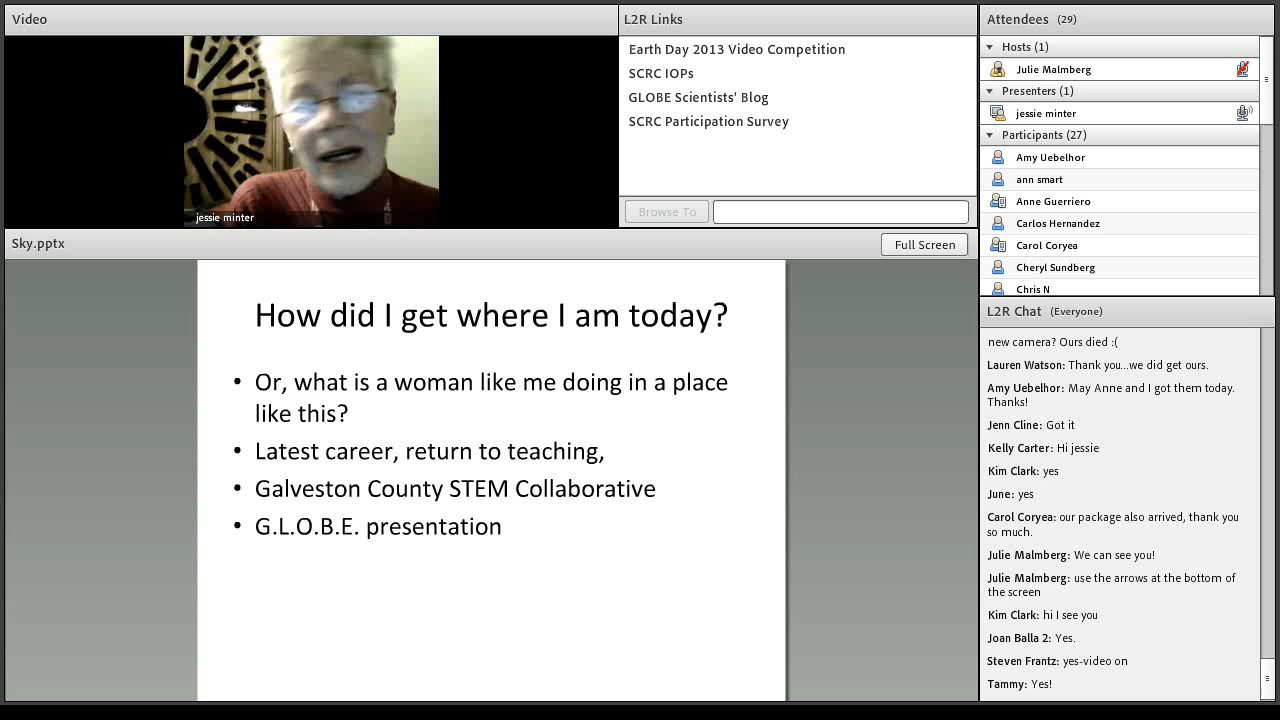 Video
jessie minter
L2R Links
Earth Day 2013 Video Competition
SCRC IOPs
GLOBE Scientists' Blog
SCRC Participation Survey
Browse To
Sky.pptx
Full Screen
How did I get where I am today?
• Or, what is a woman like me doing in a place
like this?
• Latest career, return to teaching,
• Galveston County STEM Collaborative
• G.L.O.B.E. presentation
Attendees (29)
Hosts (1)
Julie Malmberg
Presenters (1)
jessie minter
Participants (27)
Amy Uebelhor
ann smart
Anne Guerriero
Carlos Hernandez
Carol Coryea
Cheryl Sundberg
Chris N
L2R Chat (Everyone)
new camera? Ours died :(
Lauren Watson: Thank you...we did get ours.
Amy Uebelhor: May Anne and I got them today.
Thanks!
Jenn Cline: Got it
Kelly Carter: Hi jessie
Kim Clark: yes
June: yes
Carol Coryea: our package also arrived, thank you
so much.
Julie Malmberg: We can see you!
Julie Malmberg: use the arrows at the bottom of
the screen
Kim Clark: hi I see you
Joan Balla 2: Yes.
Steven Frantz: yes-video on
Tammy: Yes!